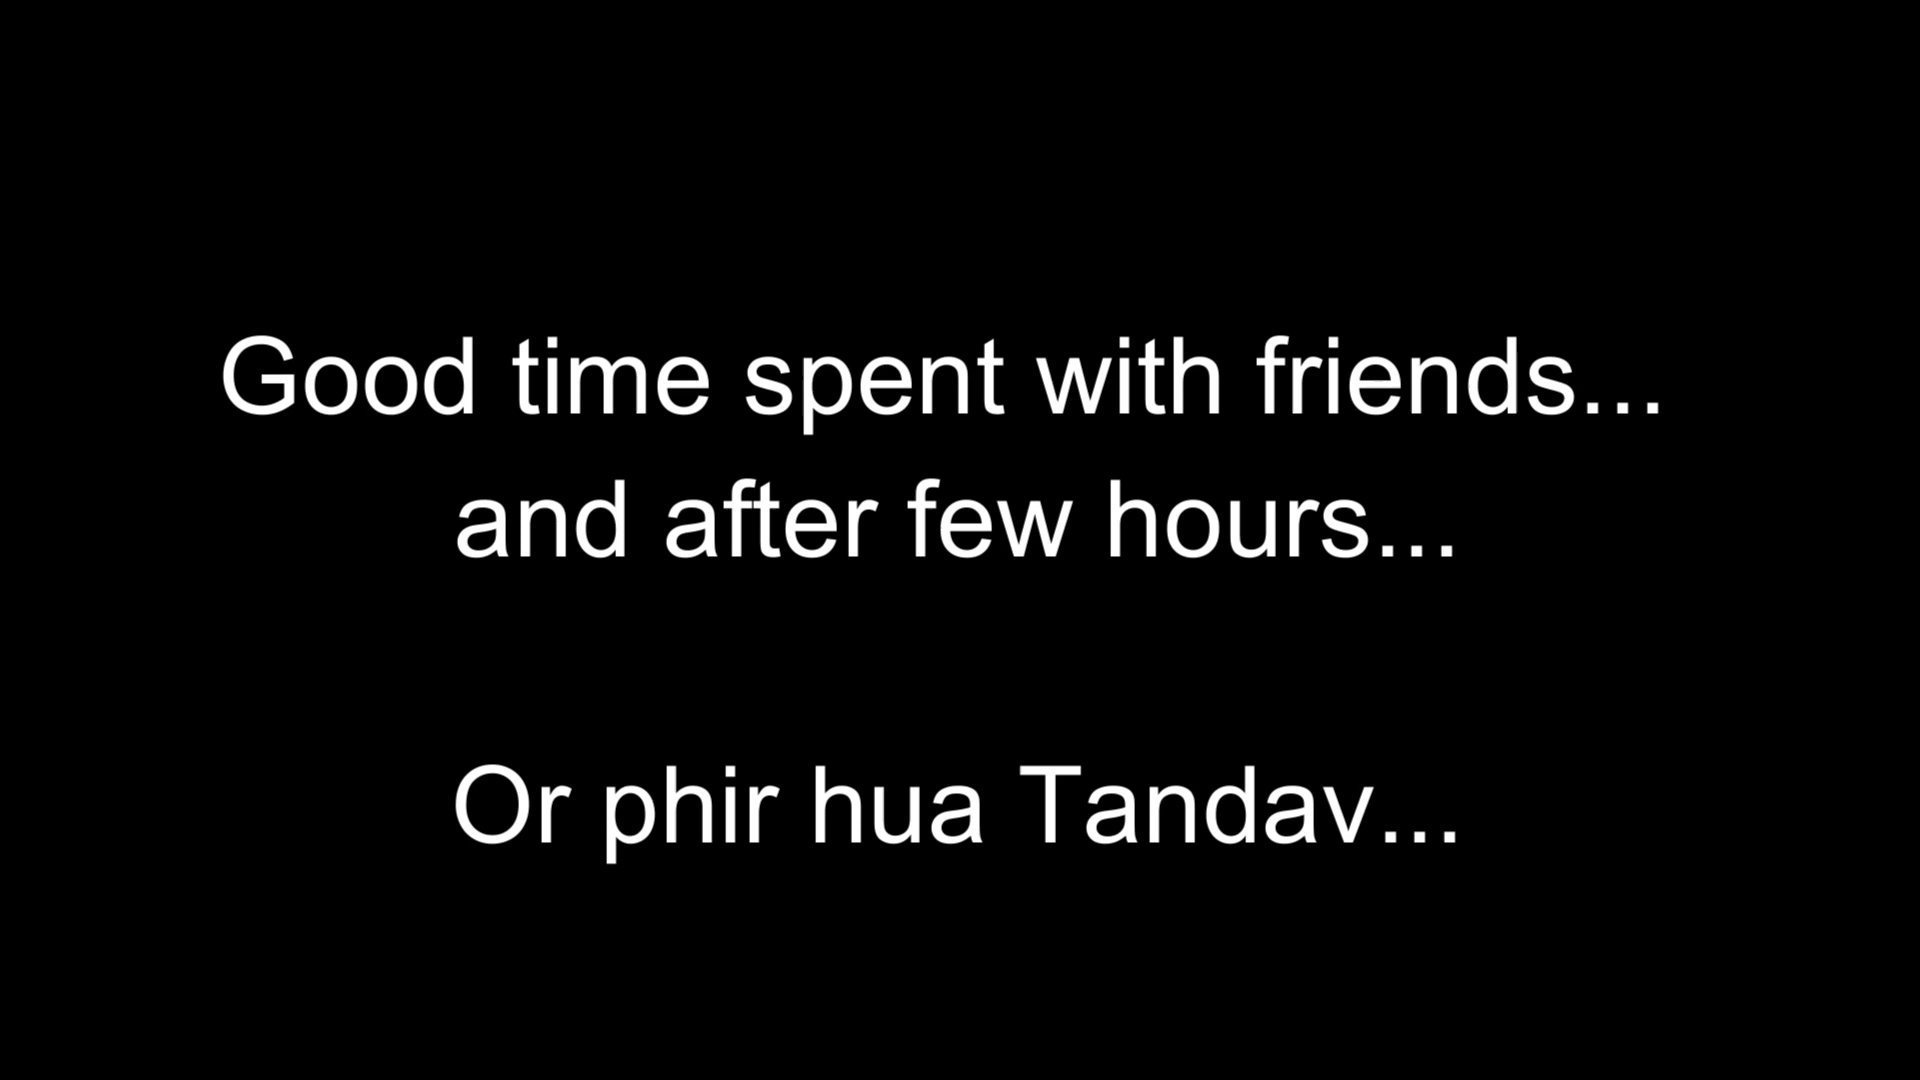 Good time spent with friends...
and after few hours...
Or phir hua Tandav...